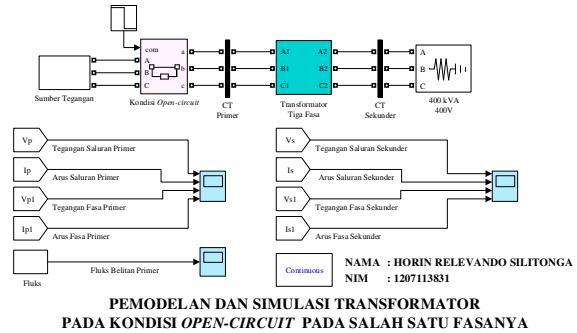 com
A
B
C
a
b
c
A1
B1
C1
A2
B2
C2
A
B
C
Sumber Tegangan
Kondisi Open-circuit
CT
Primer
Transformator
Tiga Fasa
CT
Sekunder
400 kVA
400V
Vp
Tegangan Saluran Primer
Ip
Arus Saluran Primer
Vp1
Tegangan Fasa Primer
Ip1
Arus Fasa Primer
Vs
Tegangan Saluran Sekunder
Is
Arus Saluran Sekunder
Vs1
Tegangan Fasa Sekunder
Is1
Arus Fasa Sekunder
Fluks
Fluks Belitan Primer
Continuous
NAMA : HORIN RELEVANDO SILITONGA
NIM : 1207113831
PEMODELAN DAN SIMULASI TRANSFORMATOR
PADA KONDISI OPEN-CIRCUIT PADA SALAH SATU FASANYA